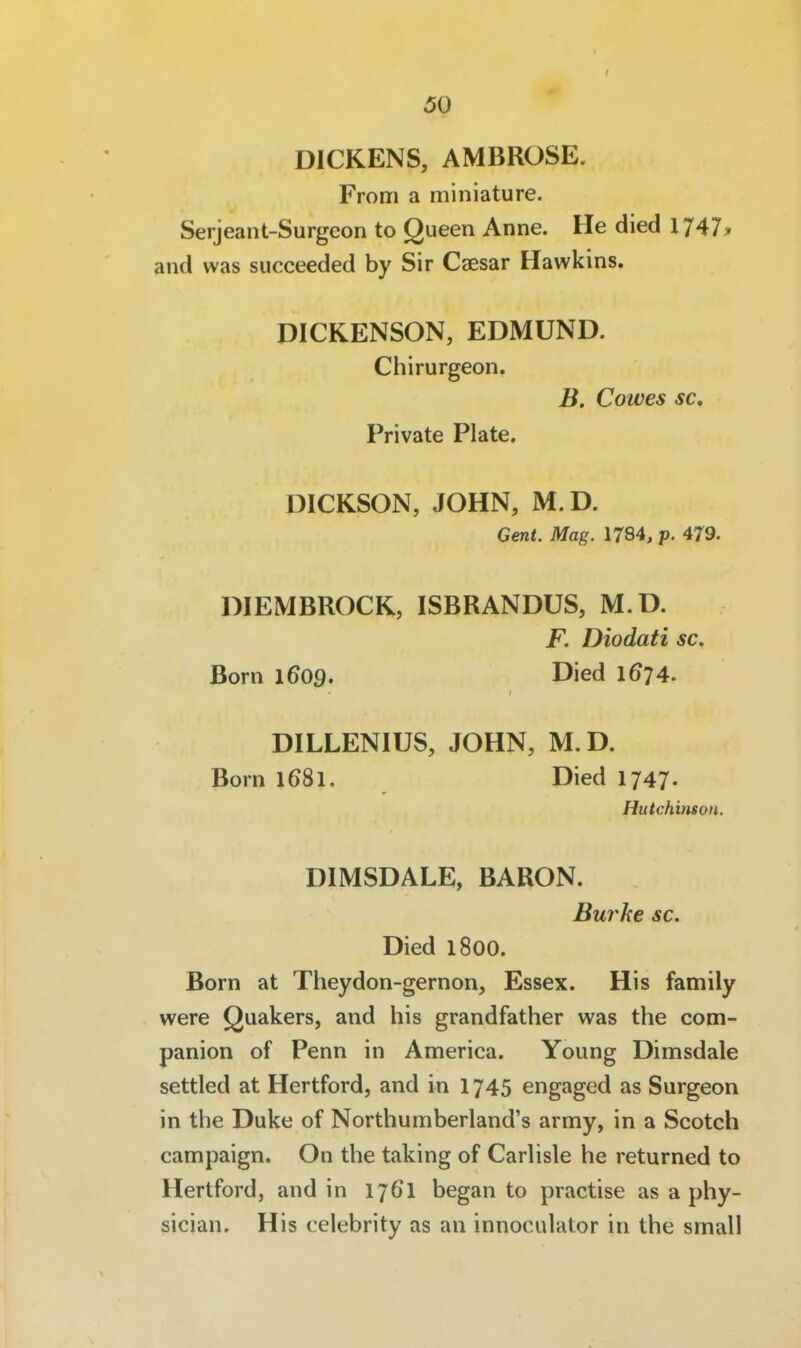 50
DICKENS, AMBROSE.
From a miniature.
Serjeant-Surgeon to Queen Anne. He died 1747,
and was succeeded by Sir Cæsar Hawkins.
DICKENSON, EDMUND.
Chirurgeon.
B. Cowes sc.
Private Plate.
DICKSON, JOHN, M. D.
Gent. Mag. 1784, p. 479.
DIEMBROCK, ISBRANDUS, M. D.
F. Diodati sc.
Born 1609. Died 1674.
DILLENIUS, JOHN, M. D.
Born 1681. Died 1747.
Hutchinson.
DIMSDALE, BARON.
Burke sc.
Died 1800.
Born at Theydon-gernon, Essex. His family
were Quakers, and his grandfather was the com-
panion of Penn in America. Young Dimsdale
settled at Hertford, and in 1745 engaged as Surgeon
in the Duke of Northumberland's army, in a Scotch
campaign. On the taking of Carlisle he returned to
Hertford, and in 1761 began to practise as a phy-
sician. His celebrity as an innoculator in the small